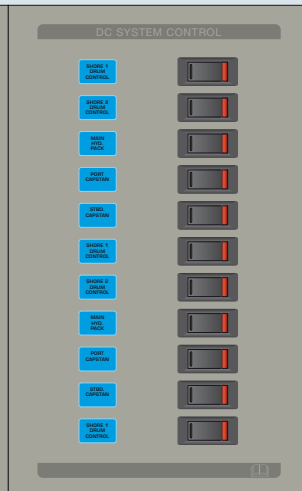 DC SYSTEM CONTROL
SHORE 1
DRUM
CONTROL
SHORE 2
DRUM
CONTROL
MAIN
HYD.
PACK
PORT
CAPSTAN
STBD.
CAPSTAN
SHORE 1
DRUM
CONTROL
SHORE 2
DRUM
CONTROL
MAIN
HYD.
PACK
PORT
CAPSTAN
STBD.
CAPSTAN
SHORE 1
DRUM
CONTROL